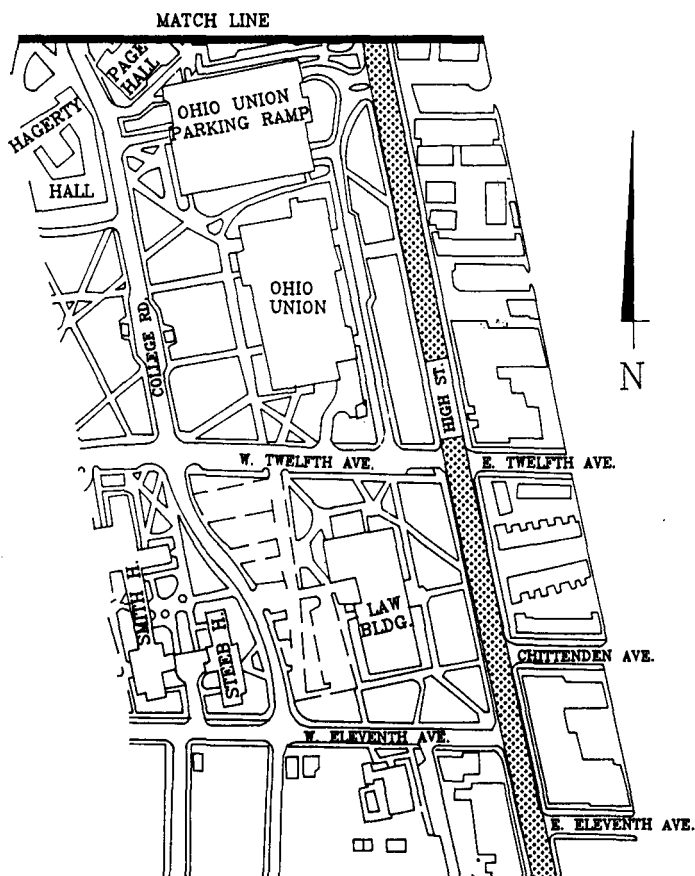 MATCH LINE
PAGE
HALL
OHIO UNION
PARKING RAMP
HAGERTY
HALL
OHIO
UNION
COLLEGE RD.
HIGH ST.
N
W. TWELFTH AVE.
E. TWELFTH AVE.
SMITH H.
STEEB H.
LAW
BLDG.
CHITTENDEN AVE.
W. ELEVENTH AVE.
E. ELEVENTH AVE.